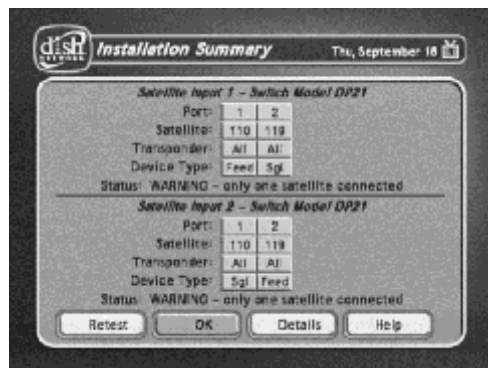 dish
NETWORK
Installation Summary
Thu, September 18
Satellite Input 1 - Switch Model DP21
Port: 1 2
Satellite: 110 119
Transponder: All All
Device Type: Feed Sgl
Status: WARNING - only one satellite connected
Satellite Input 2 - Switch Model DP21
Port: 1 2
Satellite: 110 119
Transponder: All All
Device Type: Sgl Feed
Status: WARNING - only one satellite connected
Retest OK Details Help